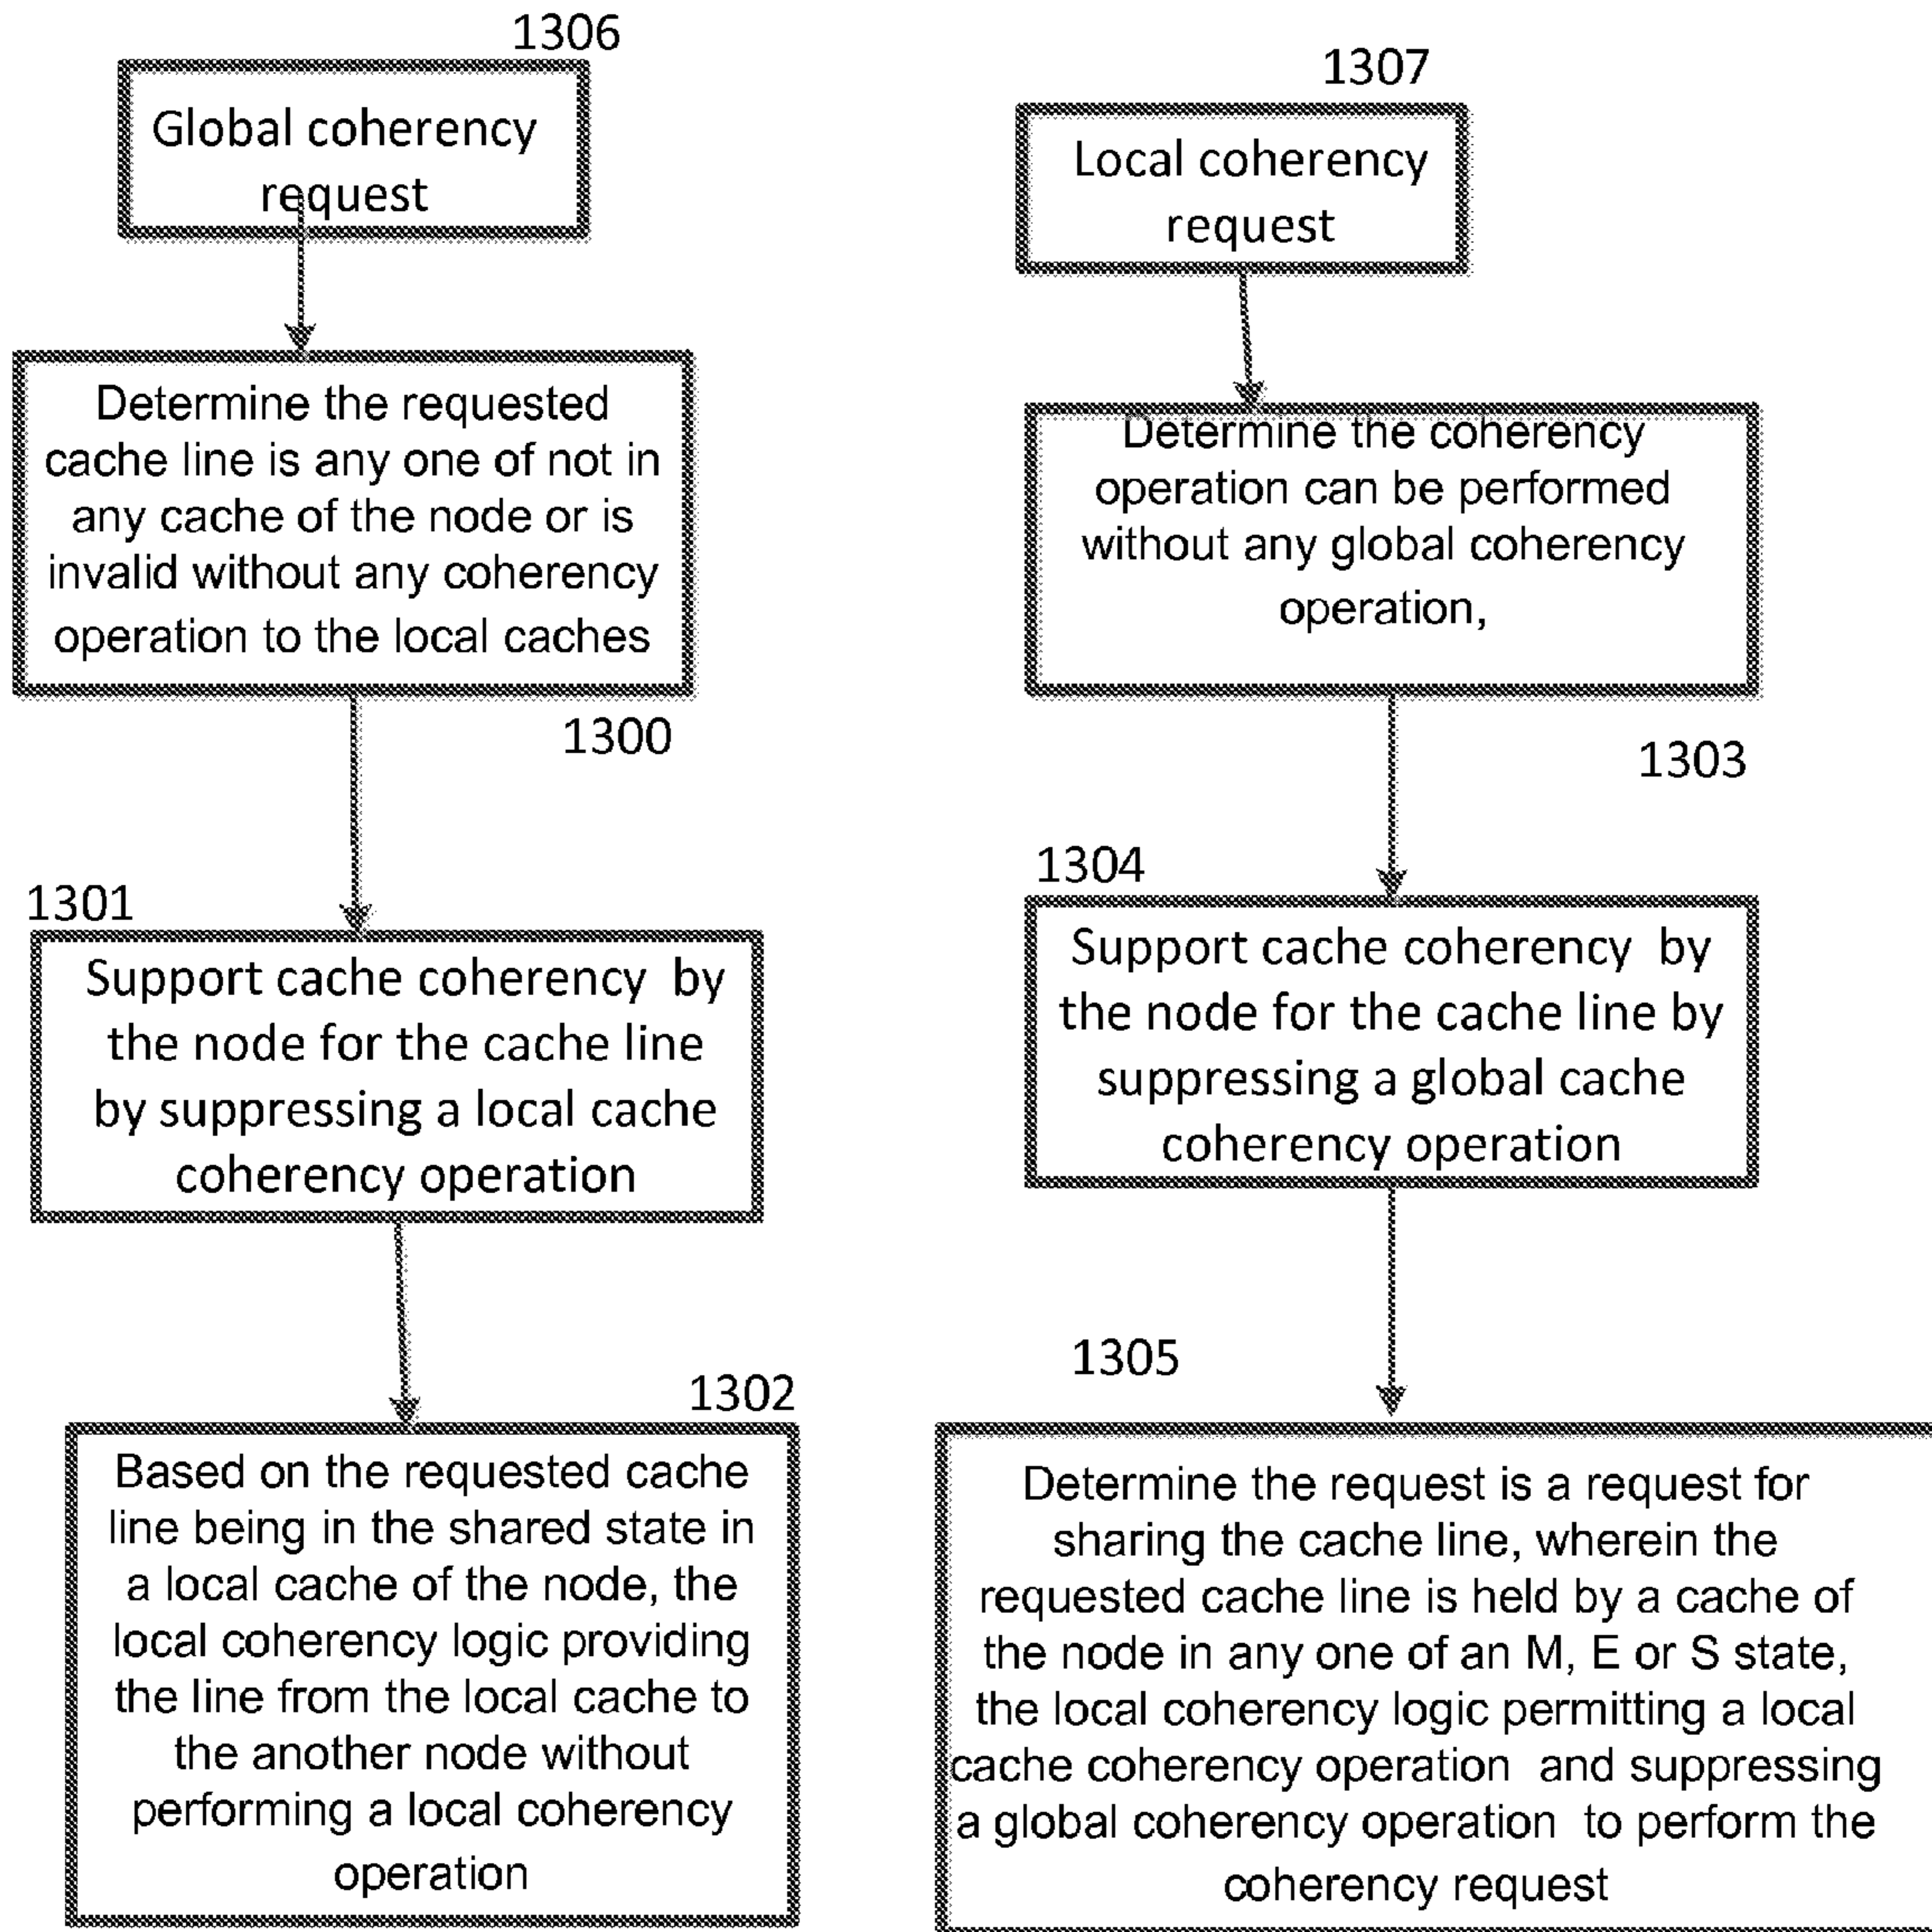 1306
Global coherency
request
Determine the requested
cache line is any one of not in
any cache of the node or is
invalid without any coherency
operation to the local caches
1300
1301
Support cache coherency by
the node for the cache line
by suppressing a local cache
coherency operation
1302
Based on the requested cache
line being in the shared state in
a local cache of the node, the
local coherency logic providing
the line from the local cache to
the another node without
performing a local coherency
operation
1307
Local coherency
request
Determine the coherency
operation can be performed
without any global coherency
operation,
1303
1304
Support cache coherency by
the node for the cache line by
suppressing a global cache
coherency operation
1305
Determine the request is a request for
sharing the cache line, wherein the
requested cache line is held by a cache of
the node in any one of an M, E or S state,
the local coherency logic permitting a local
cache coherency operation and suppressing
a global coherency operation to perform the
coherency request